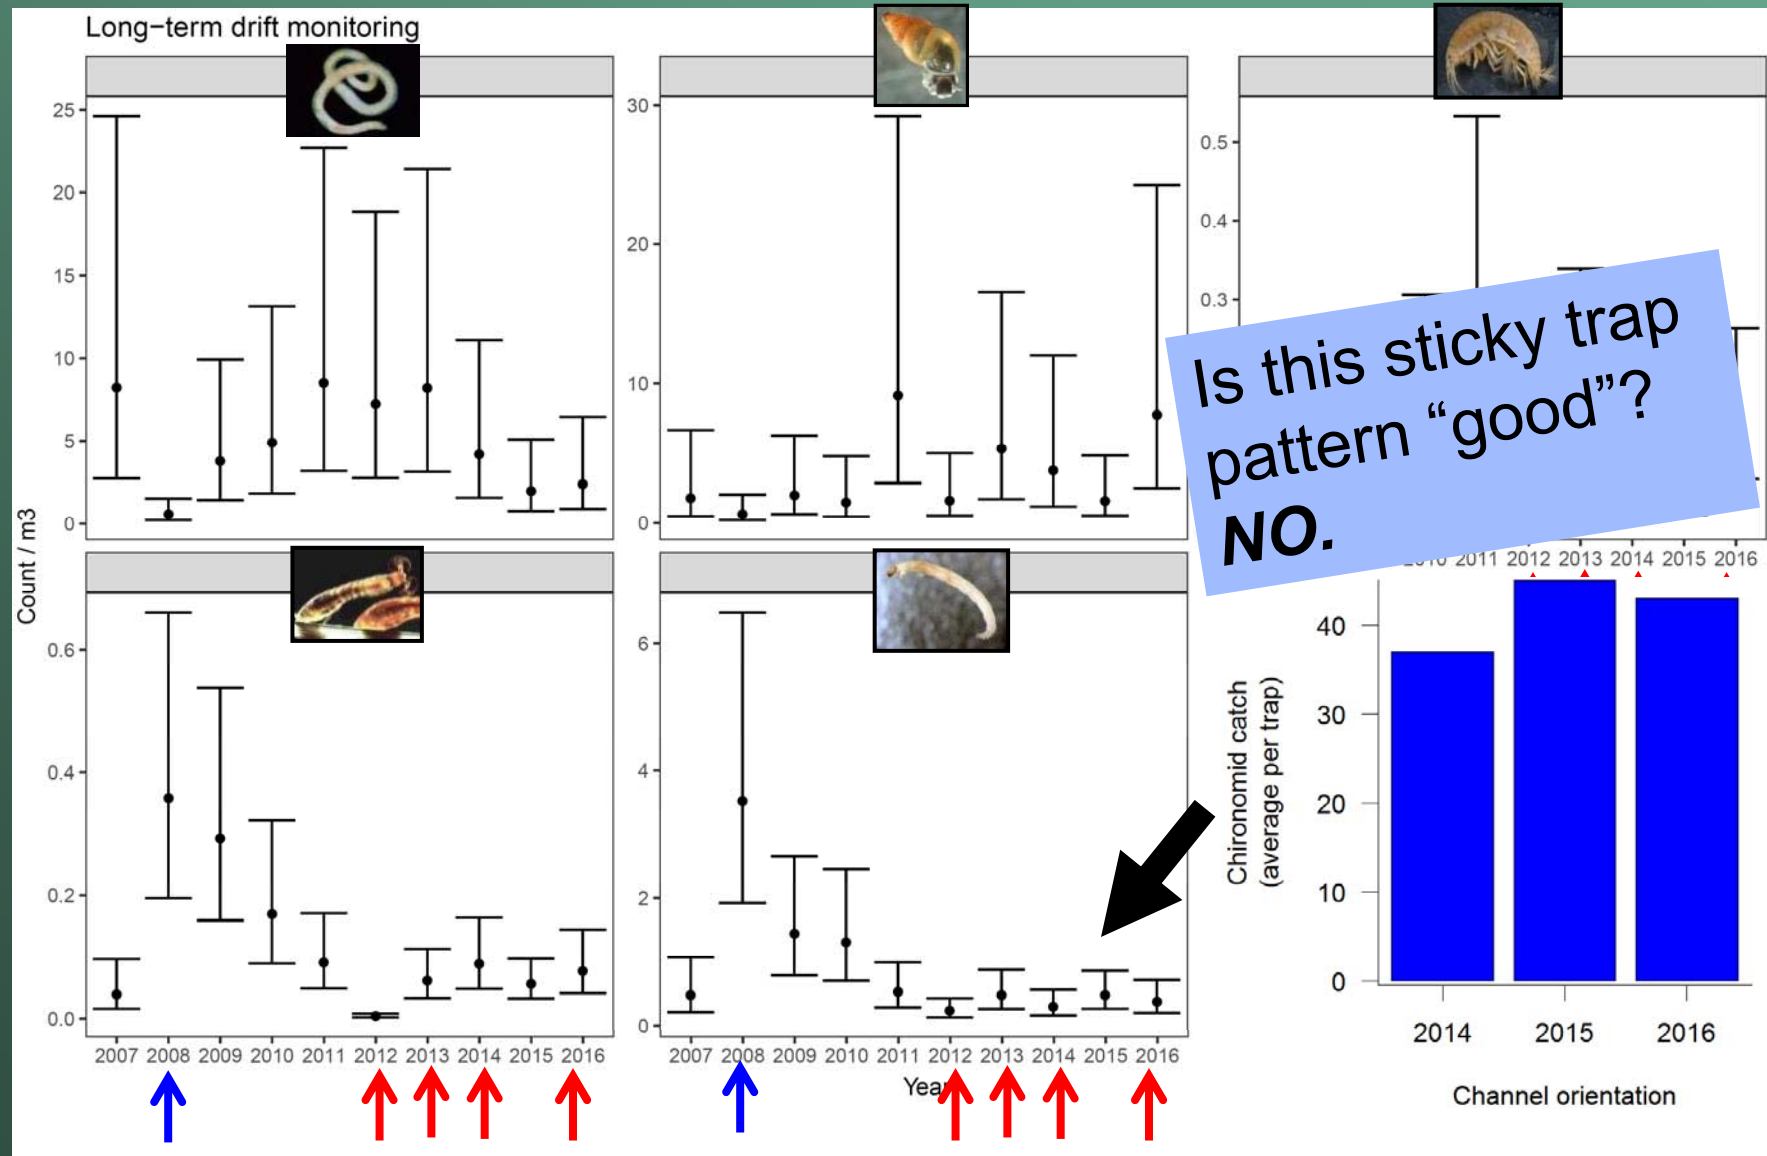 Long-term drift monitoring
Count / m3
25
20
15
10
5
0
30
20
10
0
0.5
0.4
0.3
Is this sticky trap
pattern “good”?
NO.
2011 2012 2013 2014 2015 2016
0.6
0.4
0.2
0.0
2007 2008 2009 2010 2011 2012 2013 2014 2015 2016
6
4
2
0
2007 2008 2009 2010 2011 2012 2013 2014 2015 2016
Year
Chironomid catch
(average per trap)
40
30
20
10
0
2014 2015 2016
Channel orientation